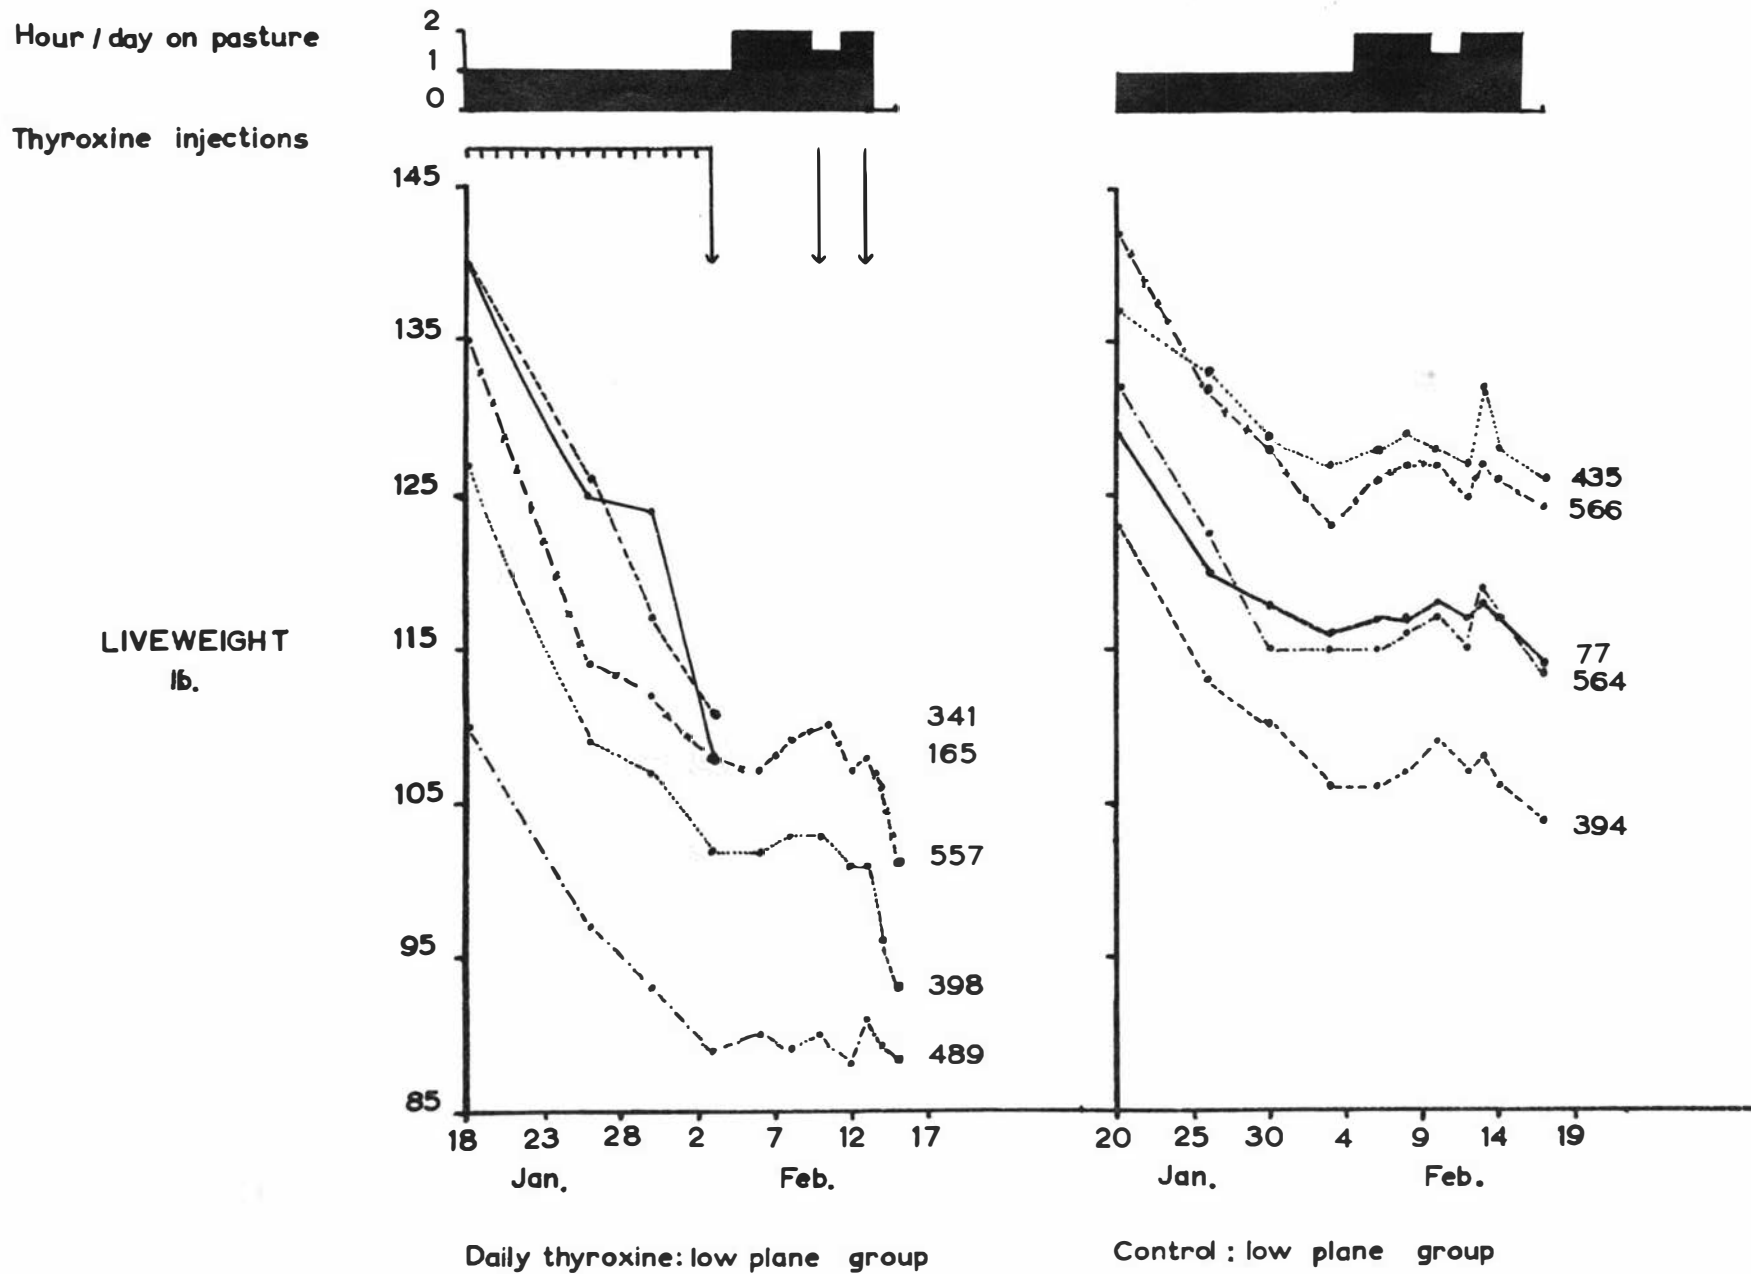 Hour / day on pasture
2
1
0
Thyroxine injections
145
135
125
115
105
95
85
LIVEWEIGHT
lb.
341
165
557
398
489
18 23 28 2 7 12 17
Jan. Feb.
Daily thyroxine: low plane group
435
566
77
564
394
20 25 30 4 9 14 19
Jan. Feb.
Control : low plane group